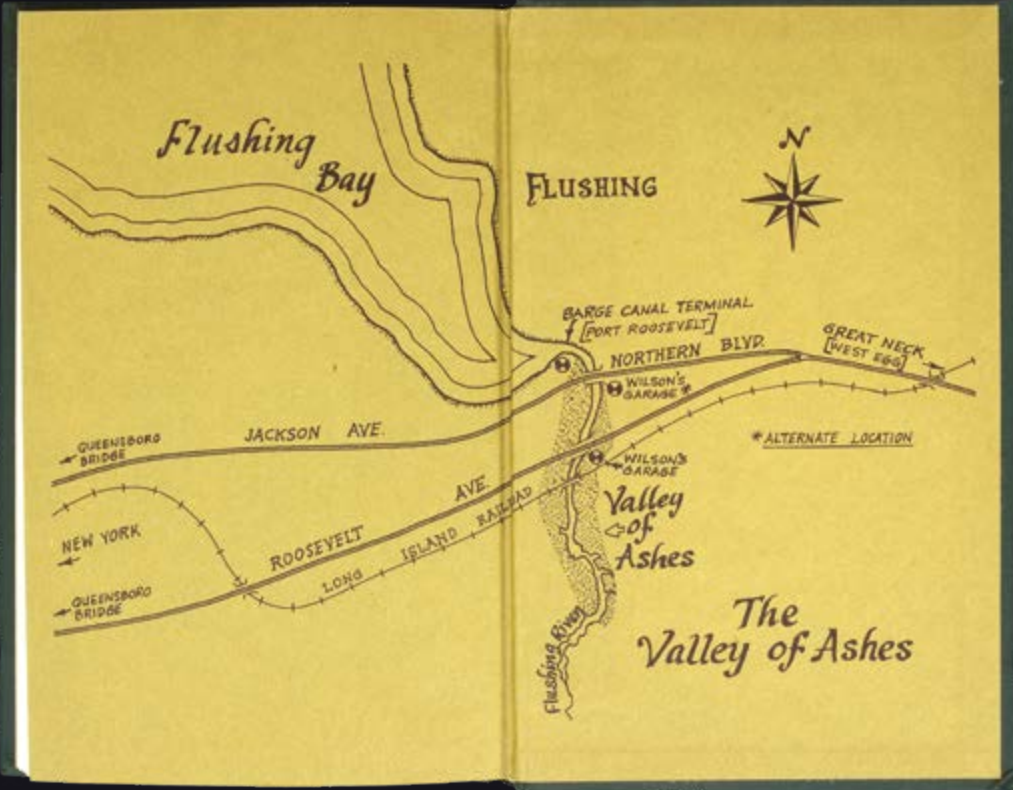 Flushing
Bay
FLUSHING
N
BARGE CANAL TERMINAL
[PORT ROOSEVELT]
NORTHERN BLVD.
GREAT NECK
[WEST EGG]
WILSON'S
GARAGE*
*ALTERNATE LOCATION
JACKSON AVE.
QUEENSBORO
BRIDGE
WILSON'S
GARAGE
Valley
of
Ashes
ROOSEVELT AVE.
LONG ISLAND RAILROAD
NEW YORK
QUEENSBORO
BRIDGE
Flushing River
The
Valley of Ashes